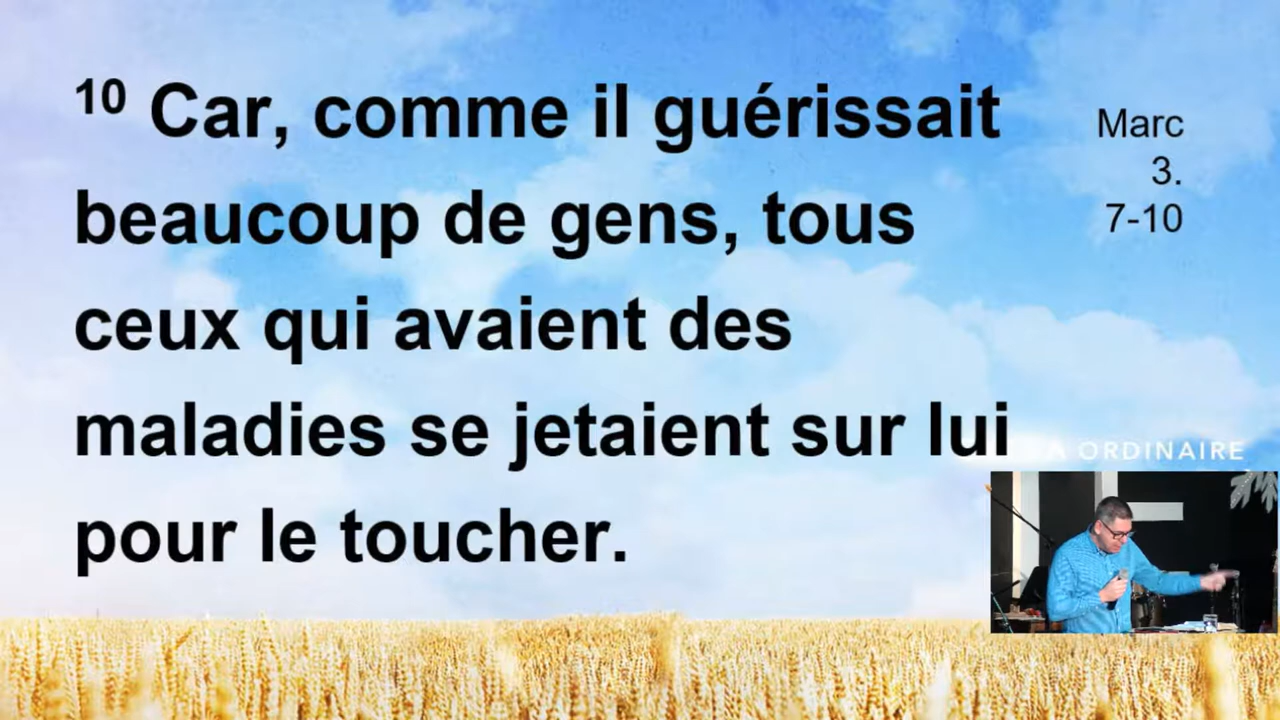 10 Car, comme il guérissait
beaucoup de gens, tous
ceux qui avaient des
maladies se jetaient sur lui
pour le toucher.
Marc
3.
7-10
ORDINAIRE